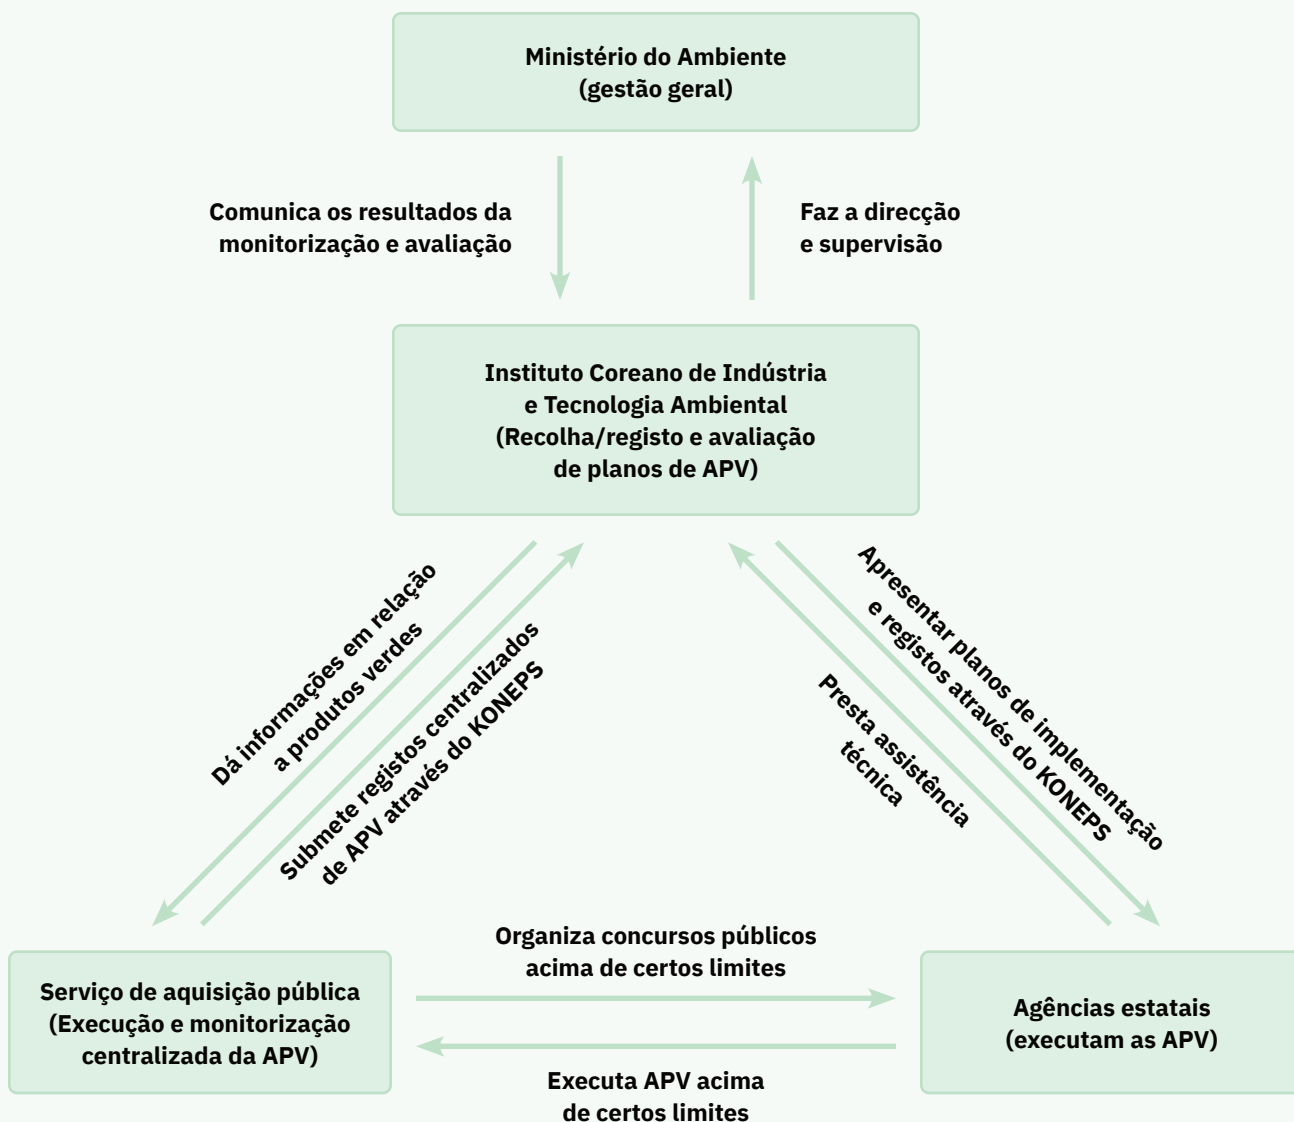 Ministério do Ambiente
(gestão geral)
Comunica os resultados da
monitorização e avaliação
Faz a direcção
e supervisão
Instituto Coreano de Indústria
e Tecnologia Ambiental
(Recolha/registo e avaliação
de planos de APV)
Dá informações em relação
a produtos verdes
Submete registos centralizados
de APV através do KONEPS
Apresentar planos de implementação
e registos através do KONEPS
Presta assistência
técnica
Organiza concursos públicos
acima de certos limites
Serviço de aquisição pública
(Execução e monitorização
centralizada da APV)
Agências estatais
(executam as APV)
Executa APV acima
de certos limites